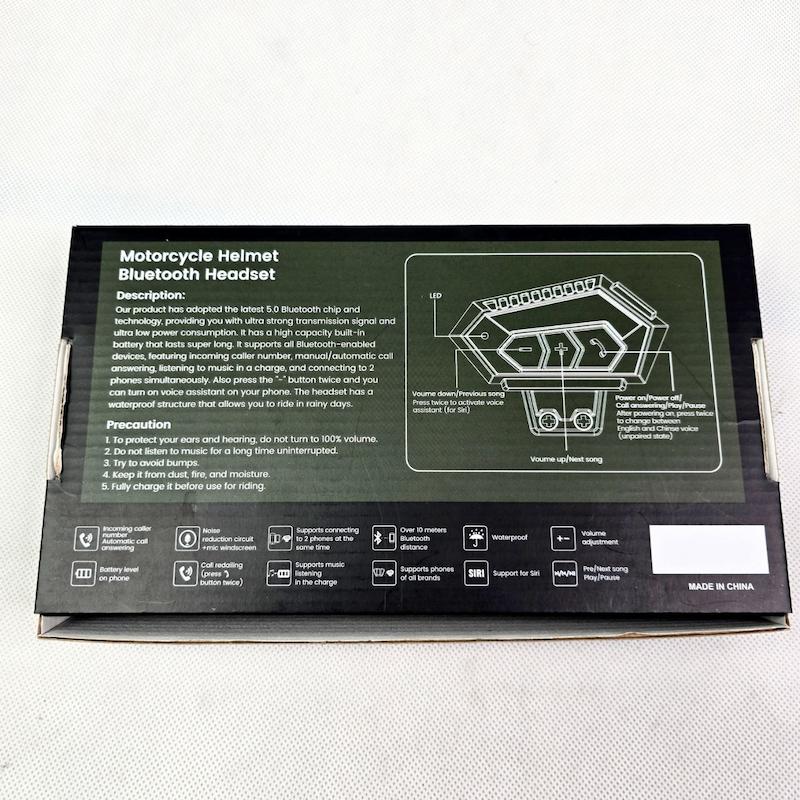 Motorcycle Helmet
Bluetooth Headset
Description:
Our product has adopted the latest 5.0 Bluetooth chip and
technology, providing you with ultra strong transmission signal and
ultra low power consumption. It has a high capacity built-in
battery that lasts super long. It supports all Bluetooth-enabled
devices, featuring incoming caller number, manual/automatic call
answering, listening to music in a charge, and connecting to 2
phones simultaneously. Also press the "-" button twice and you
can turn on voice assistant on your phone. The headset has a
waterproof structure that allows you to ride in rainy days.
Precaution
1. To protect your ears and hearing, do not turn to 100% volume.
2. Do not listen to music for a long time uninterrupted.
3. Try to avoid bumps.
4. Keep it from dust, fire, and moisture.
5. Fully charge it before use for riding.
LED
Voume down/Previous song
Press twice to activate voice
assistant (for Siri)
Power on/Power off/
Call answering/Play/Pause
After powering on, press twice
to change between
English and Chinse voice
(unpaired state)
Voume up/Next song
Incoming caller
number
Automatic call
answering
Noise
reduction circuit
+mic windscreen
Supports connecting
to 2 phones at the
same time
Over 10 meters
Bluetooth
distance
Waterproof
Volume
adjustment
Battery level
on phone
Call redailing
(press
button twice)
Supports music
listening
in the charge
Supports phones
of all brands
SIRI
Support for Siri
Pre/Next song
Play/Pause
MADE IN CHINA